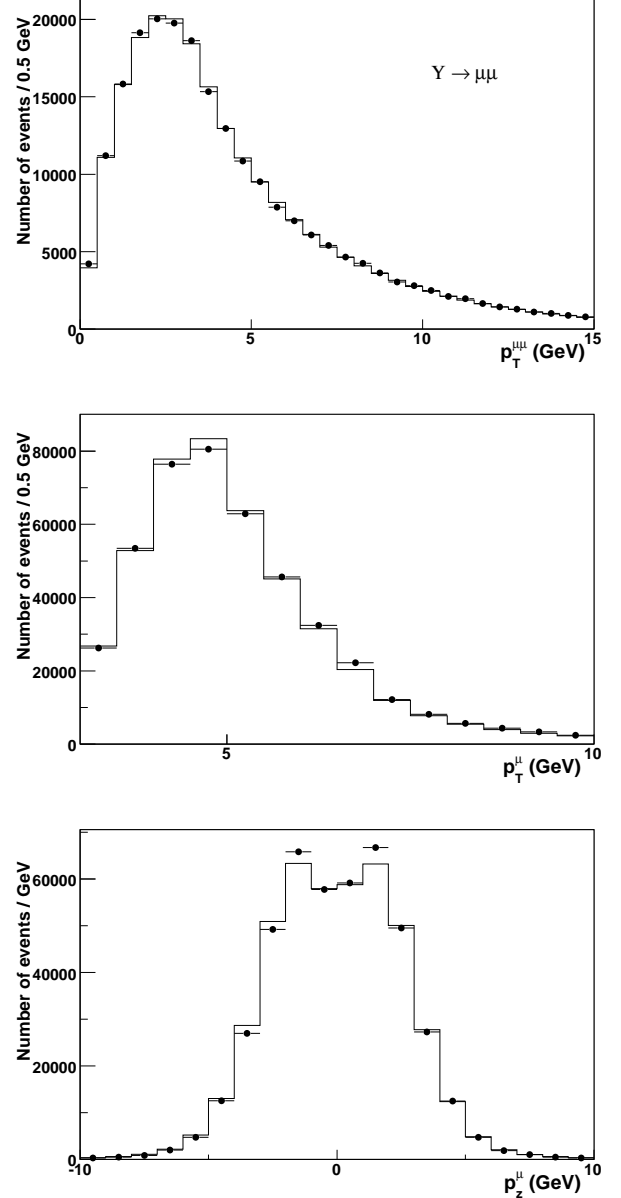 20000
15000
10000
5000
0
Number of events / 0.5 GeV
ϒ → μμ
0 5 10 15
p_T^μμ (GeV)
80000
60000
40000
20000
0
Number of events / 0.5 GeV
5 10
p_T^μ (GeV)
60000
40000
20000
0
Number of events / GeV
-10 0 10
p_z^μ (GeV)